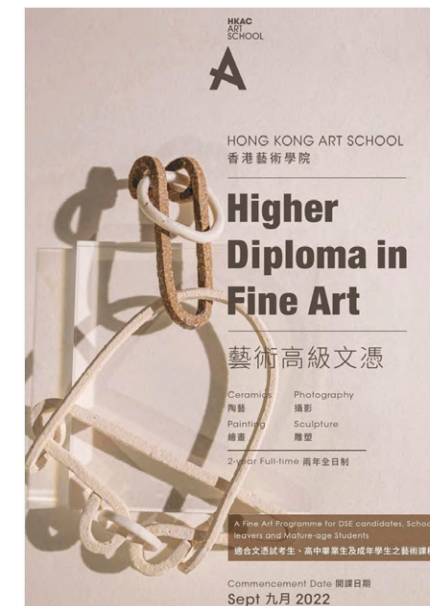 HKAC
ART
SCHOOL
HONG KONG ART SCHOOL
香港藝術學院
Higher
Diploma in
Fine Art
藝術高級文憑
Ceramics Photography
陶藝 攝影
Painting Sculpture
繪畫 雕塑
2-year Full-time 兩年全日制
A Fine Art Programme for DSE candidates, School
leavers and Mature-age Students
適合文憑試考生、高中畢業生及成年學生之藝術課程
Commencement Date 開課日期
Sept 九月 2022